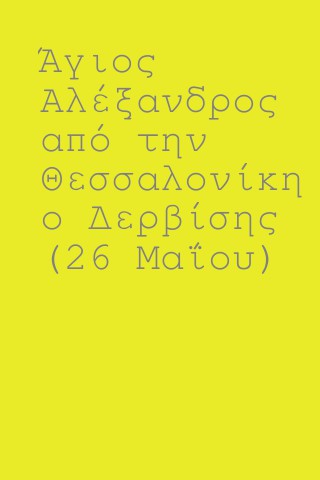 Άγιος
Αλέξανδρος
από την
Θεσσαλονίκη
ο Δερβίσης
(26 Μαΐου)